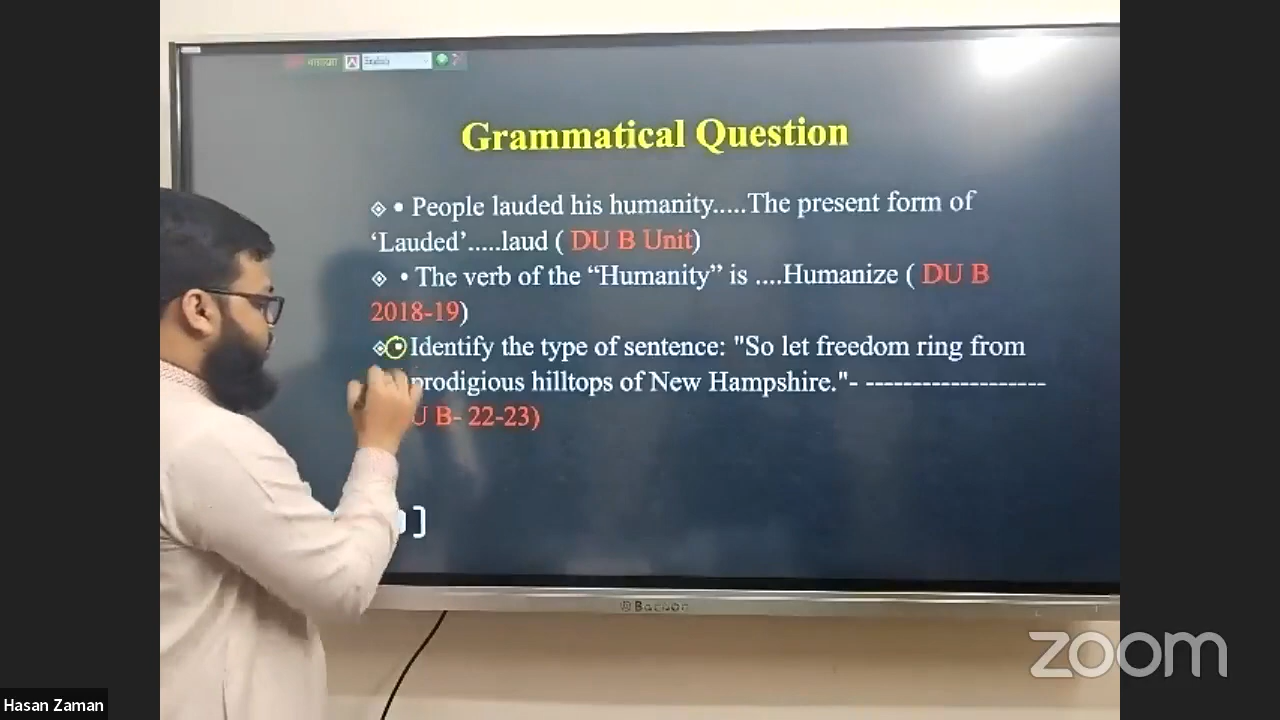 English
Grammatical Question
• People lauded his humanity.....The present form of
‘Lauded’.....laud ( DU B Unit)
• The verb of the “Humanity” is ....Humanize ( DU B
2018-19)
Identify the type of sentence: "So let freedom ring from
prodigious hilltops of New Hampshire."- -------------------
U B- 22-23)
]
zoom
Hasan Zaman